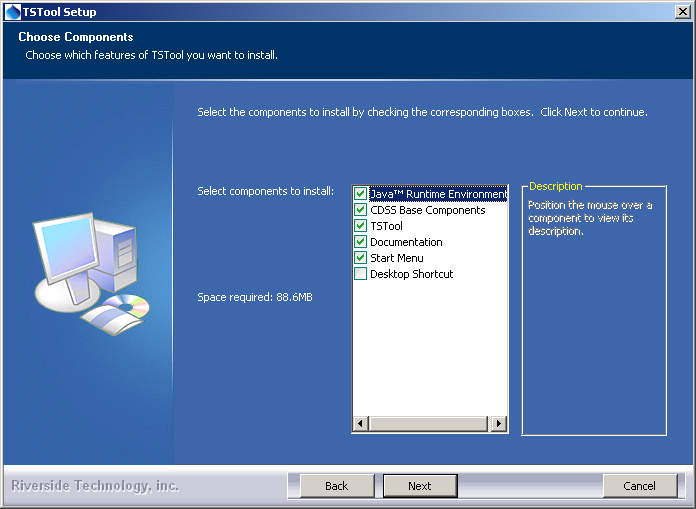 TSTool Setup
Choose Components
Choose which features of TSTool you want to install.
Select the components to install by checking the corresponding boxes. Click Next to continue.
Select components to install:
Java™ Runtime Environment
CDSS Base Components
TSTool
Documentation
Start Menu
Desktop Shortcut
Description
Position the mouse over a
component to view its
description.
Space required: 88.6MB
Riverside Technology, inc.
Back
Next
Cancel